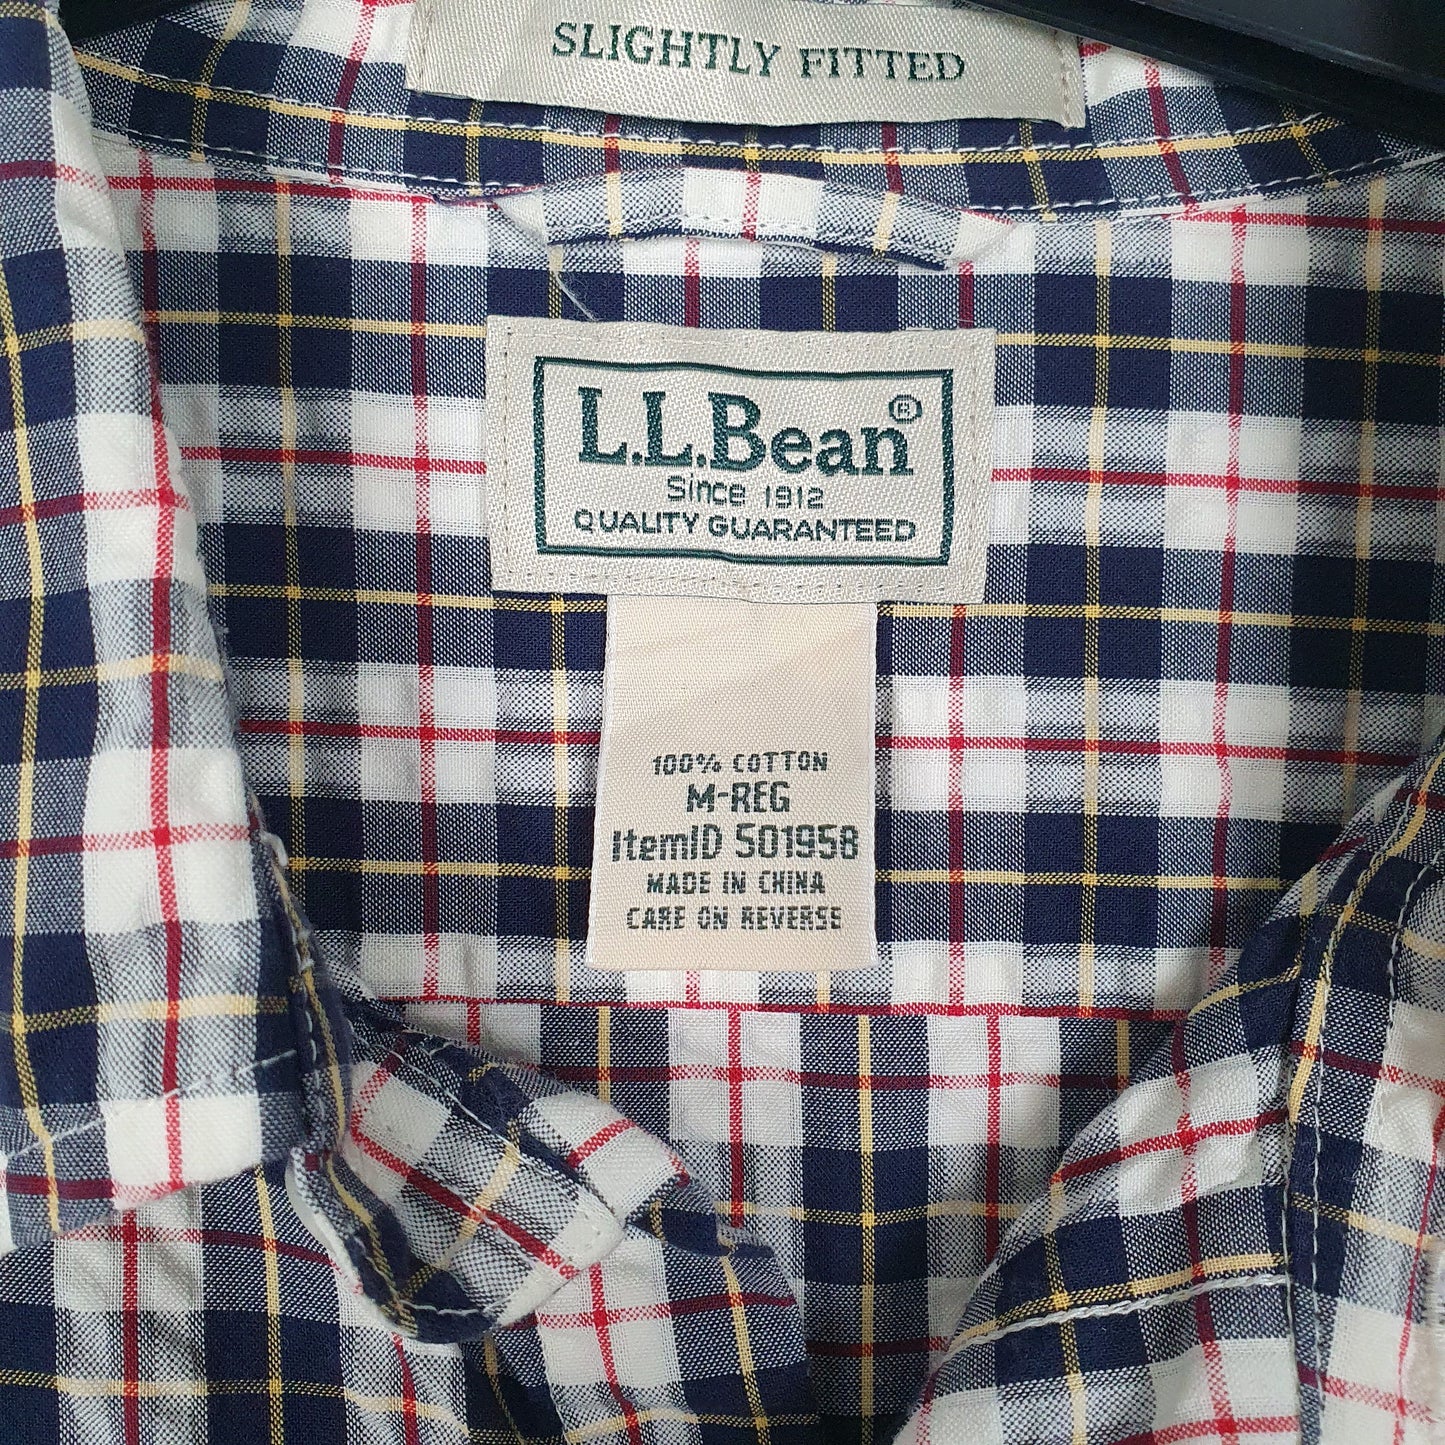 SLIGHTLY FITTED
L.L.Bean®
Since 1912
QUALITY GUARANTEED
100% COTTON
M-REG
ItemID 501958
MADE IN CHINA
CARE ON REVERSE